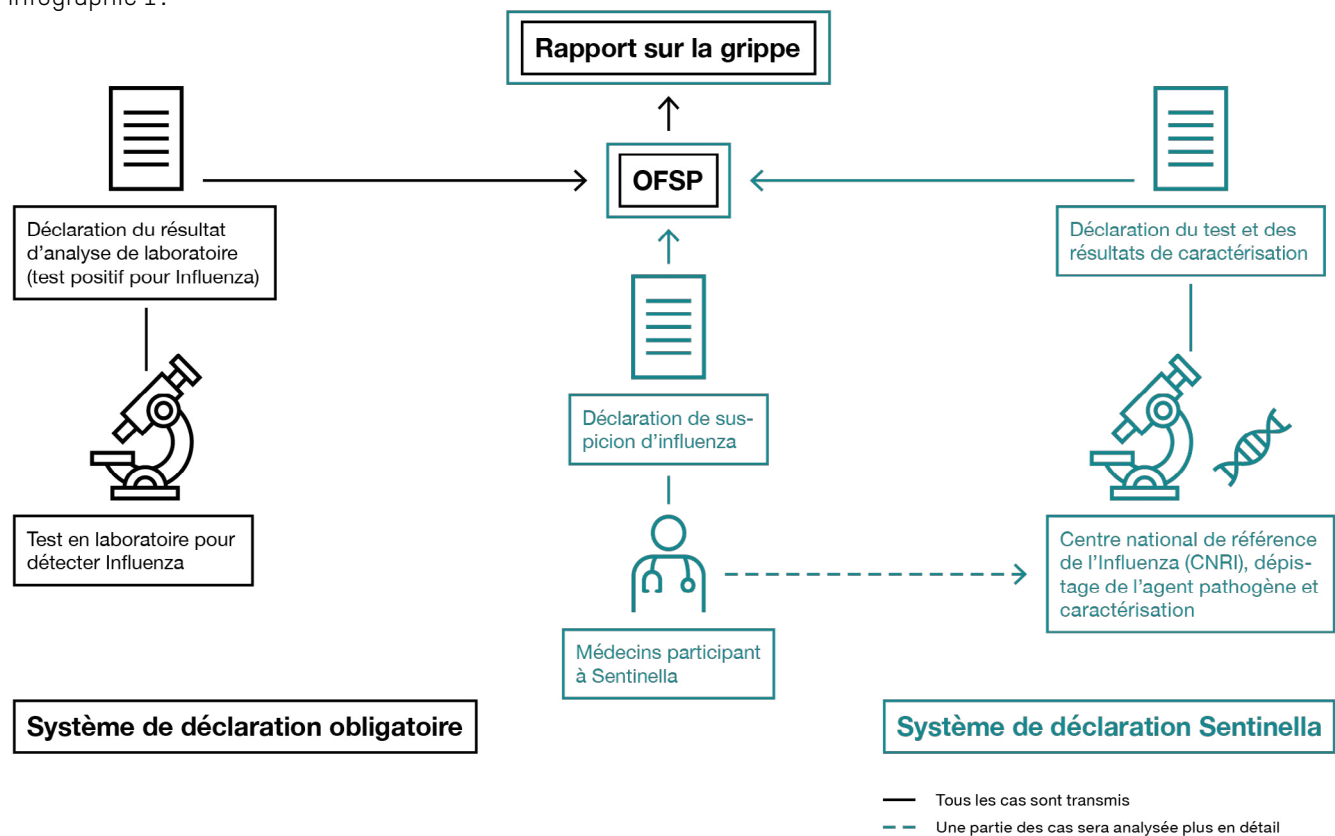 Infographie 1:
Rapport sur la grippe
OFSP
Déclaration du résultat
d'analyse de laboratoire
(test positif pour Influenza)
Déclaration du test et des
résultats de caractérisation
Déclaration de sus-
picion d'influenza
Test en laboratoire pour
détecter Influenza
Centre national de référence
de l'Influenza (CNRI), dépis-
tage de l'agent pathogène et
caractérisation
Médecins participant
à Sentinella
Système de déclaration obligatoire
Système de déclaration Sentinella
Tous les cas sont transmis
Une partie des cas sera analysée plus en détail